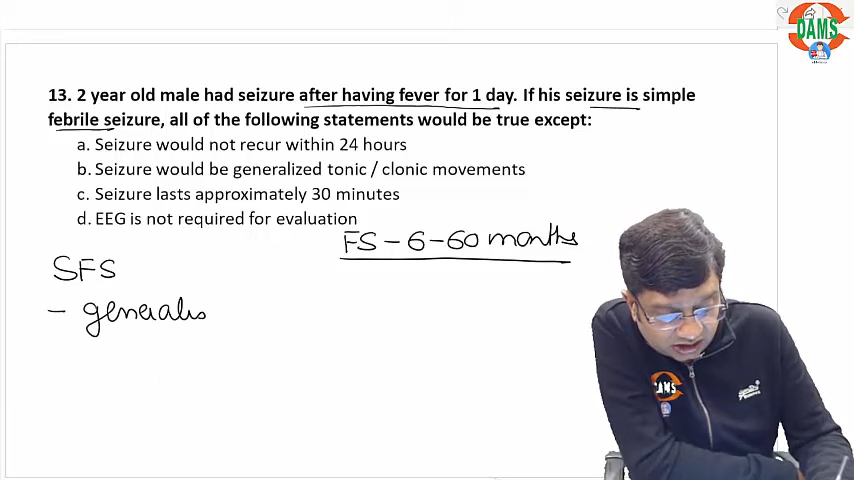 DAMS
13. 2 year old male had seizure after having fever for 1 day. If his seizure is simple
febrile seizure, all of the following statements would be true except:
a. Seizure would not recur within 24 hours
b. Seizure would be generalized tonic / clonic movements
c. Seizure lasts approximately 30 minutes
d. EEG is not required for evaluation
FS - 6-60 months
SFS
- generalis